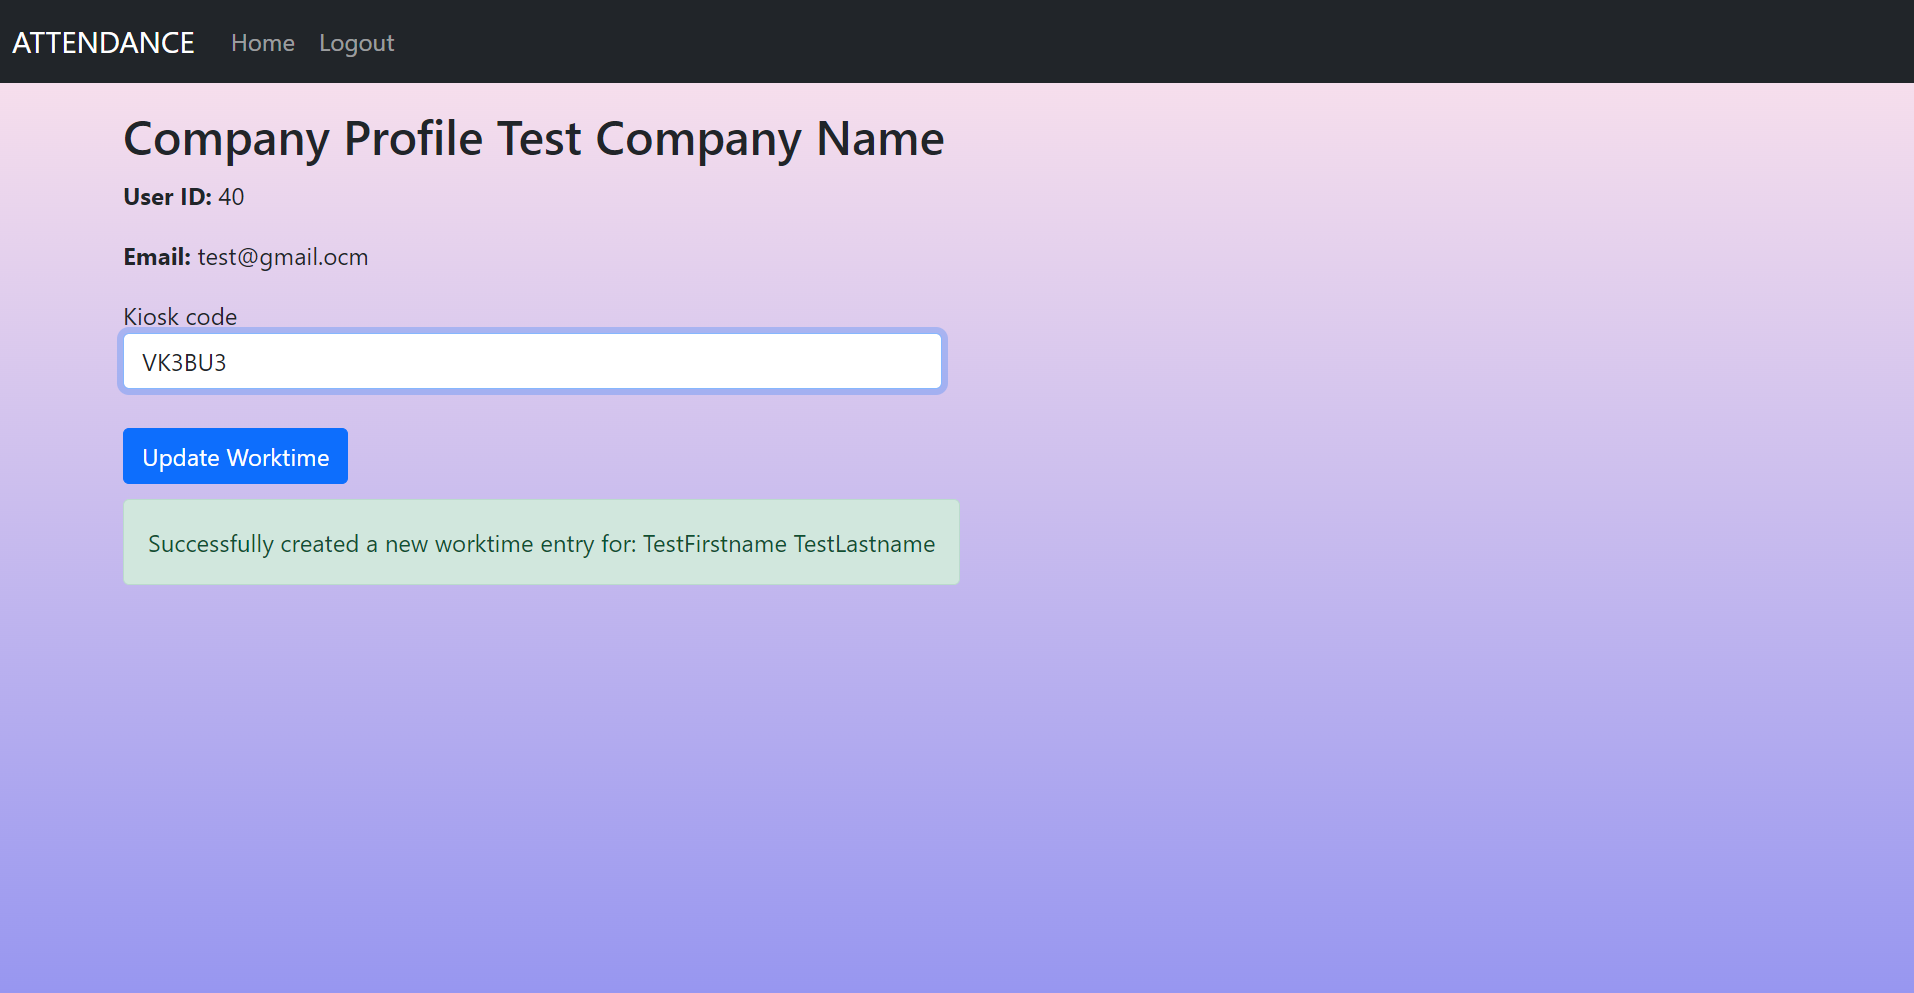 ATTENDANCE Home Logout
Company Profile Test Company Name
User ID: 40
Email: test@gmail.ocm
Kiosk code
VK3BU3
Update Worktime
Successfully created a new worktime entry for: TestFirstname TestLastname